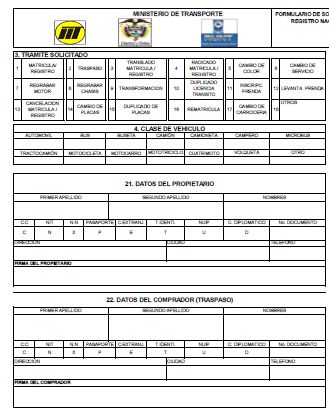 MINISTERIO DE TRANSPORTE
FORMULARIO DE SO
REGISTRO NAC
Libertad y Orden
3. TRAMITE SOLICITADO
1 MATRICULA/ REGISTRO
2 TRASPASO
3 TRASLADO MATRICULA / REGISTRO
4 RADICADO MATRICULA / REGISTRO
5 CAMBIO DE COLOR
6 CAMBIO DE SERVICIO
7 REGRABAR MOTOR
8 REGRABAR CHASIS
9 TRANSFORMACION
10 DUPLICADO LICENCIA TRANSITO
11 INSCRIPC. PRENDA
12 LEVANTA. PRENDA
13 CANCELACION MATRICULA / REGISTRO
14 CAMBIO DE PLACAS
15 DUPLICADO DE PLACAS
16 REMATRICULA
17 CAMBIO DE CARROCERIA
18 OTROS
4. CLASE DE VEHICULO
AUTOMOVIL BUS BUSETA CAMIÓN CAMIONETA CAMPERO MICROBUS
TRACTOCAMIÓN MOTOCICLETA MOTOCARRO MOTOTRICICLO CUATRIMOTO VOLQUETA OTRO
21. DATOS DEL PROPIETARIO
PRIMER APELLIDO SEGUNDO APELLIDO NOMBRES
C.C NIT N.N PASAPORTE C.EXTRANJ. T.IDENTI. NUIP C. DIPLOMATICO No. DOCUMENTO
C N X P E T U D
DIRECCION CIUDAD TELEFONO
FIRMA DEL PROPIETARIO
22. DATOS DEL COMPRADOR (TRASPASO)
PRIMER APELLIDO SEGUNDO APELLIDO NOMBRES
C.C NIT N.N PASAPORTE C.EXTRANJ. T.IDENTI. NUIP C. DIPLOMATICO No. DOCUMENTO
C N X P E T U D
DIRECCION CIUDAD TELEFONO
FIRMA DEL COMPRADOR